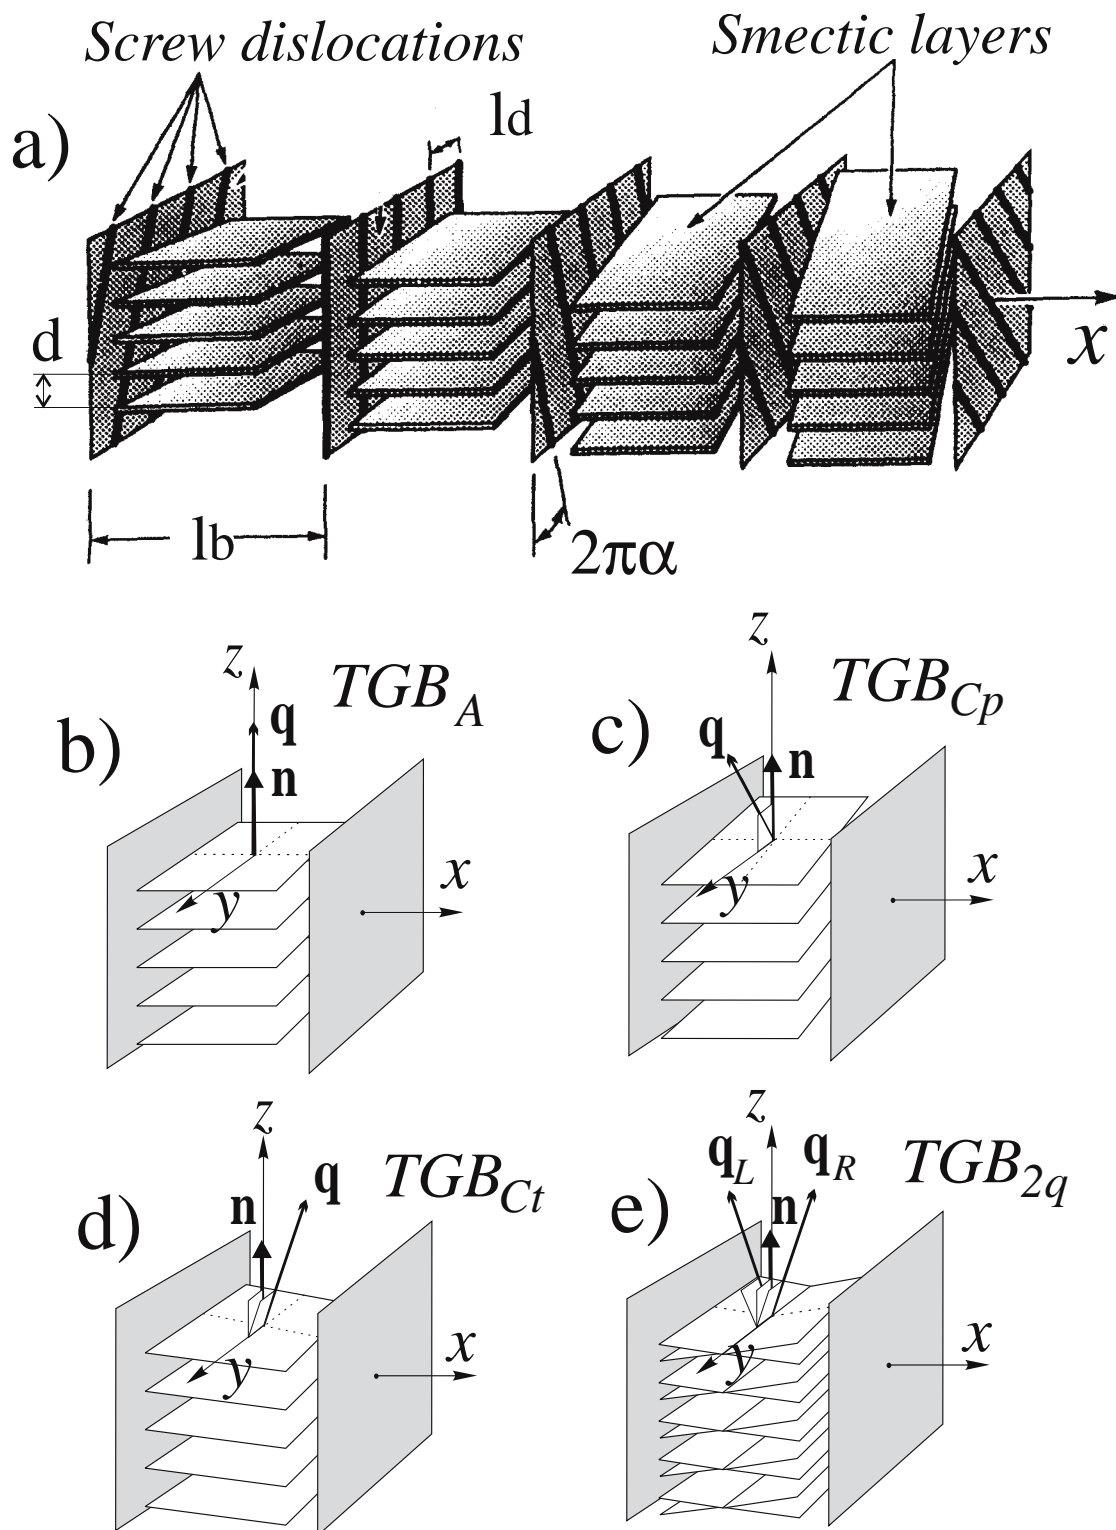 Screw dislocations
Smectic layers
a)
ld
d
x
lb
2πα
b)
z
TGB_A
q
n
x
y
c)
z
TGB_Cp
q
n
x
y
d)
z
TGB_Ct
n
q
x
y
e)
z
TGB_2q
q_L
n
q_R
x
y